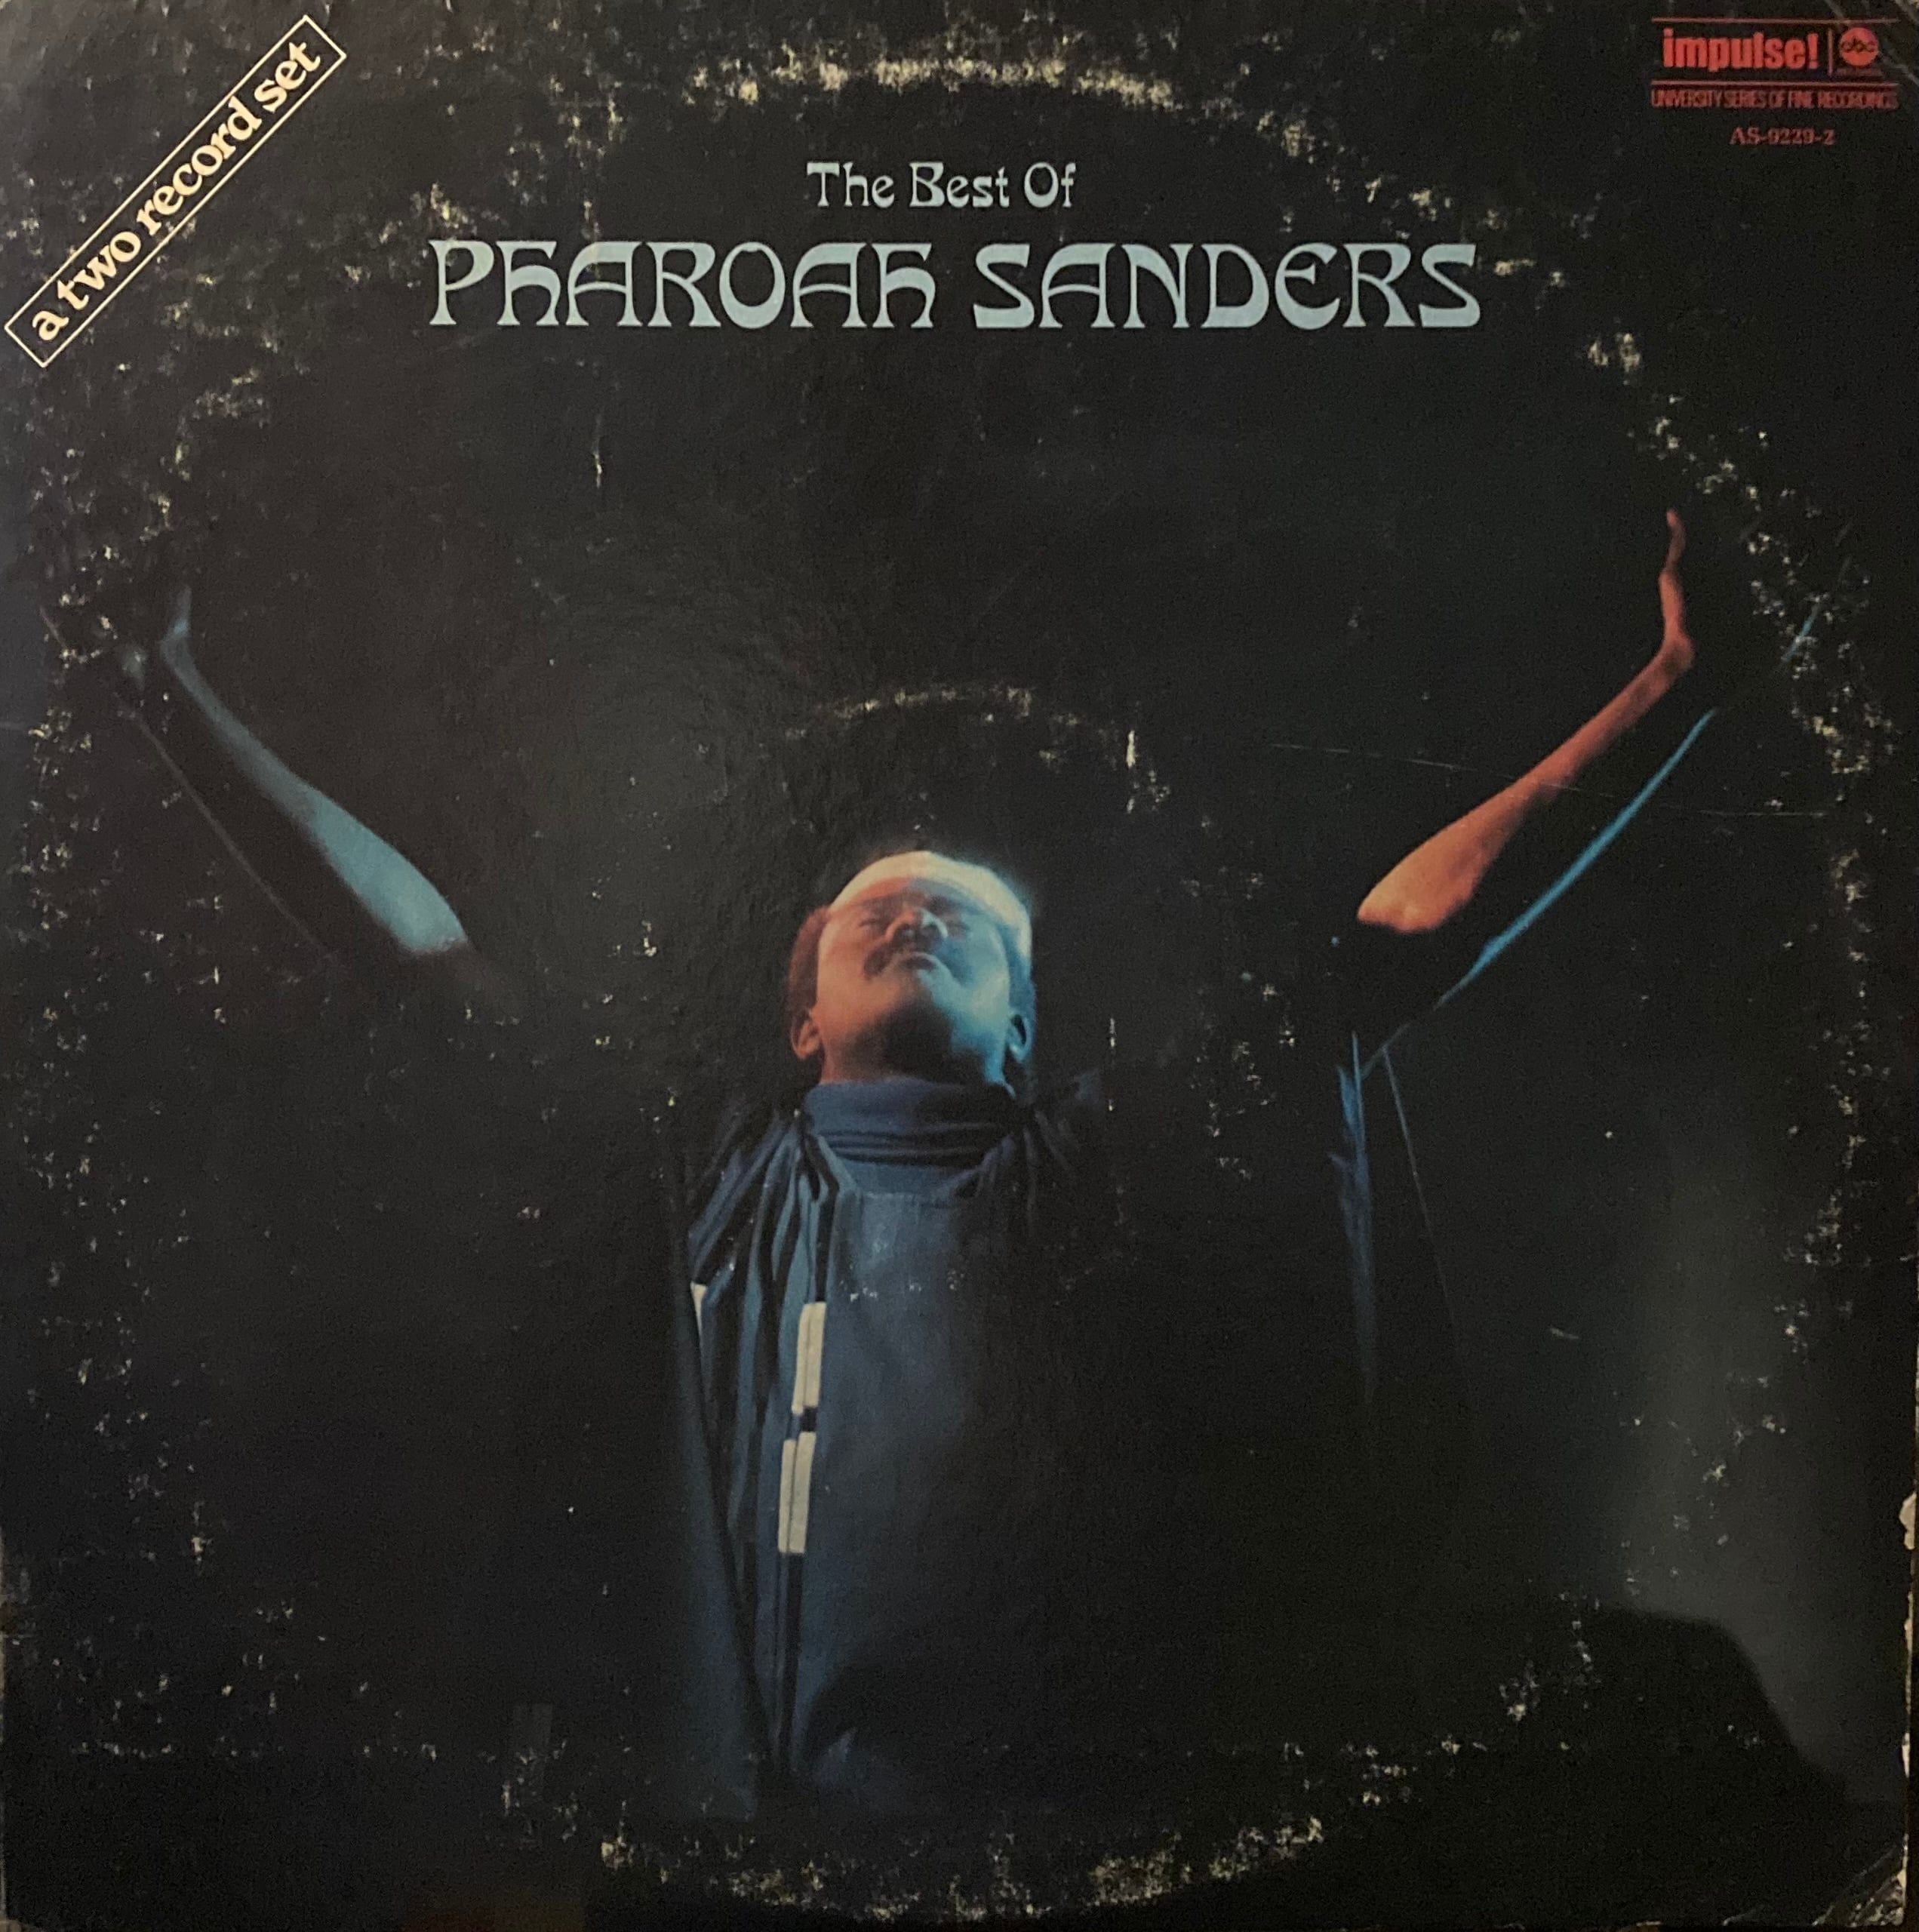 a two record set
impulse! | abc
UNIVERSITY SERIES OF FINE RECORDINGS
AS-9229-2
The Best Of
PHAROAH SANDERS